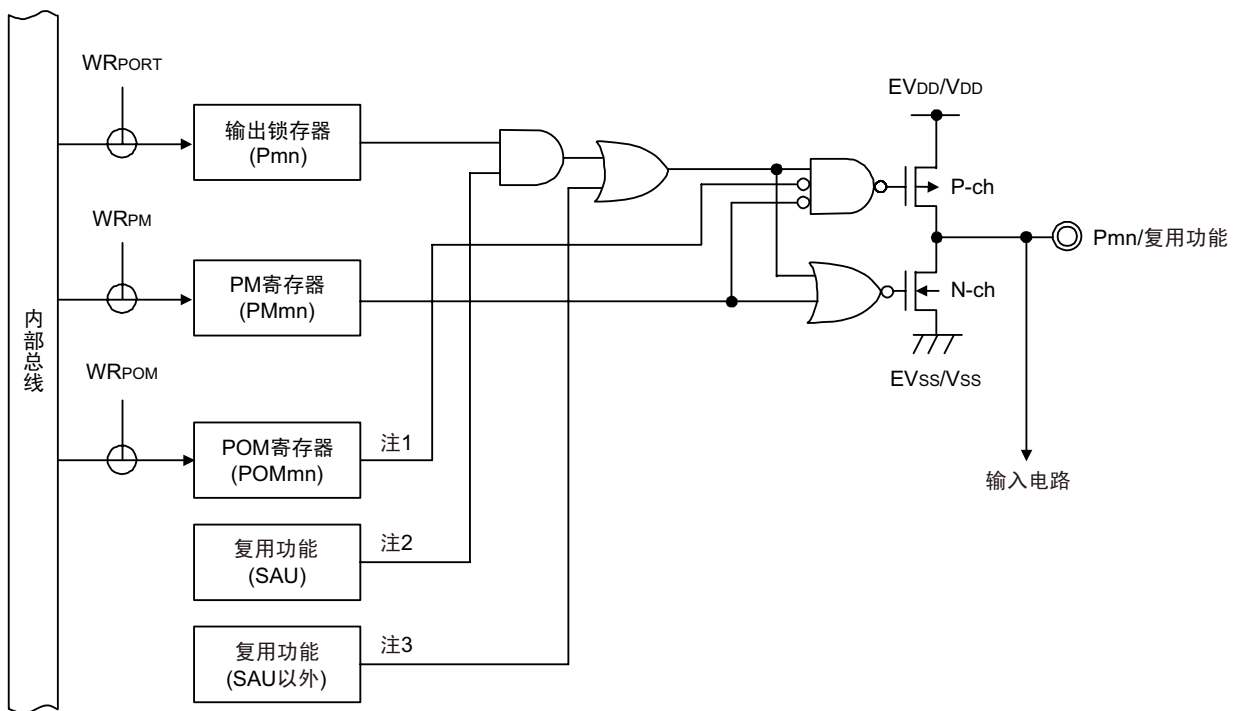 WRPORT
输出锁存器
(Pmn)
EVDD/VDD
P-ch
WRPM
PM寄存器
(PMmn)
Pmn/复用功能
N-ch
内部总线
EVSS/VSS
WRPOM
POM寄存器
(POMmn)
注1
输入电路
复用功能
(SAU)
注2
复用功能
(SAU以外)
注3